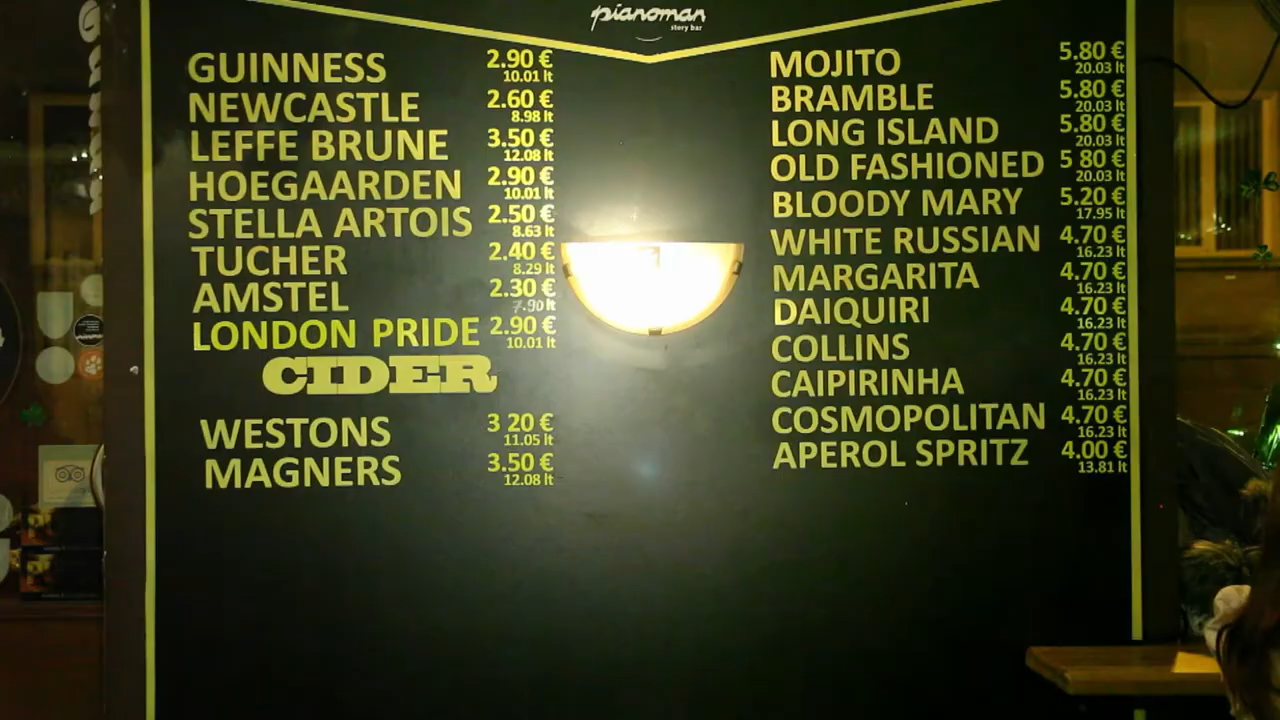 pianoman
story bar
GUINNESS 2.90 €
10.01 lt
NEWCASTLE 2.60 €
8.98 lt
LEFFE BRUNE 3.50 €
12.08 lt
HOEGAARDEN 2.90 €
10.01 lt
STELLA ARTOIS 2.50 €
8.63 lt
TUCHER 2.40 €
8.29 lt
AMSTEL 2.30 €
7.90 lt
LONDON PRIDE 2.90 €
10.01 lt
CIDER
WESTONS 3 20 €
11.05 lt
MAGNERS 3.50 €
12.08 lt
MOJITO 5.80 €
20.03 lt
BRAMBLE 5.80 €
20.03 lt
LONG ISLAND 5.80 €
20.03 lt
OLD FASHIONED 5 80 €
20.03 lt
BLOODY MARY 5.20 €
17.95 lt
WHITE RUSSIAN 4.70 €
16.23 lt
MARGARITA 4.70 €
16.23 lt
DAIQUIRI 4.70 €
16.23 lt
COLLINS 4.70 €
16.23 lt
CAIPIRINHA 4.70 €
16.23 lt
COSMOPOLITAN 4.70 €
16.23 lt
APEROL SPRITZ 4.00 €
13.81 lt